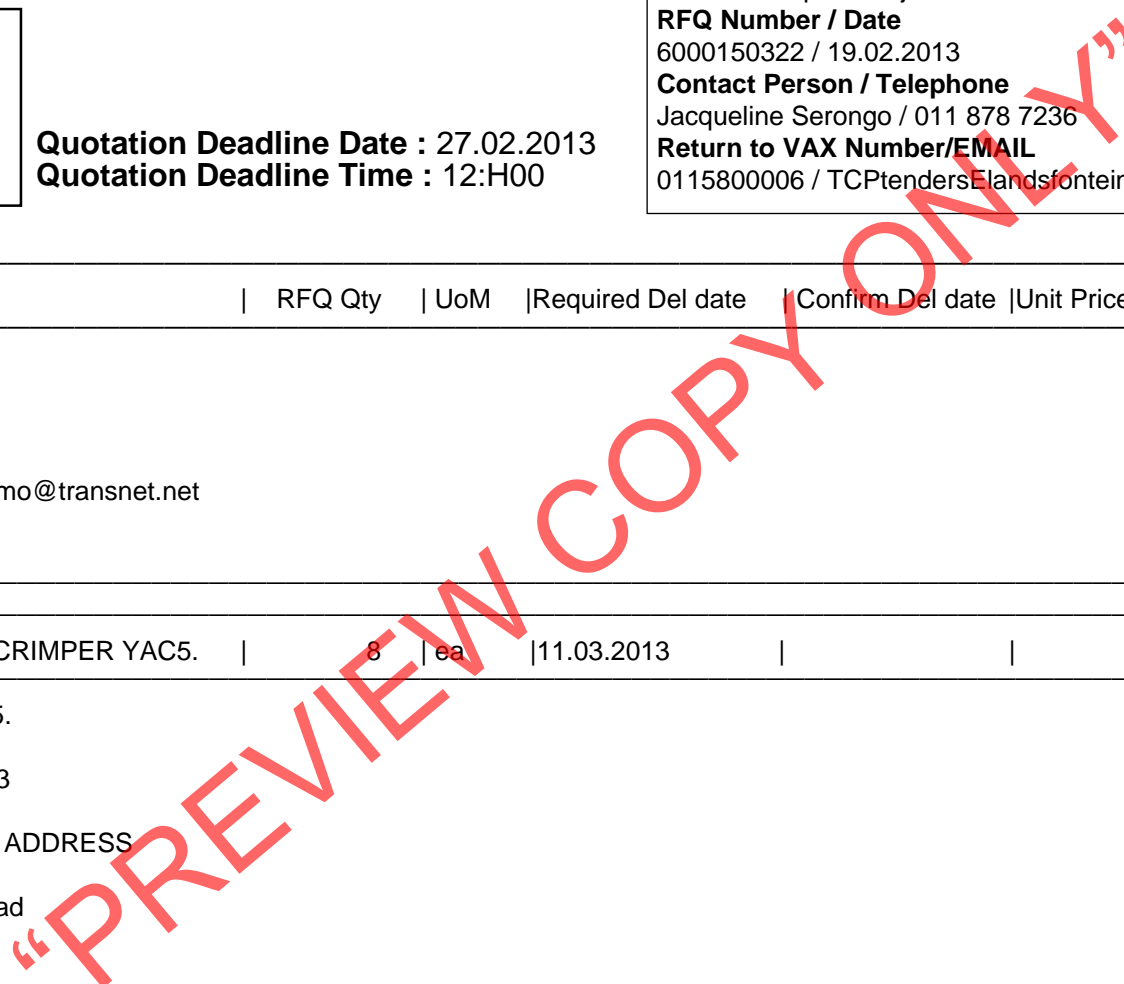 RFQ Number / Date
6000150322 / 19.02.2013
Contact Person / Telephone
Jacqueline Serongo / 011 878 7236
Quotation Deadline Date : 27.02.2013
Return to VAX Number/EMAIL
Quotation Deadline Time : 12:H00
0115800006 / TCPtendersElandsfontein
| RFQ Qty | UoM |Required Del date | Confirm Del date |Unit Price
mo@transnet.net
CRIMPER YAC5. | 8 | ea |11.03.2013 | |
5.
3
ADDRESS
ad
“PREVIEW COPY ONLY”